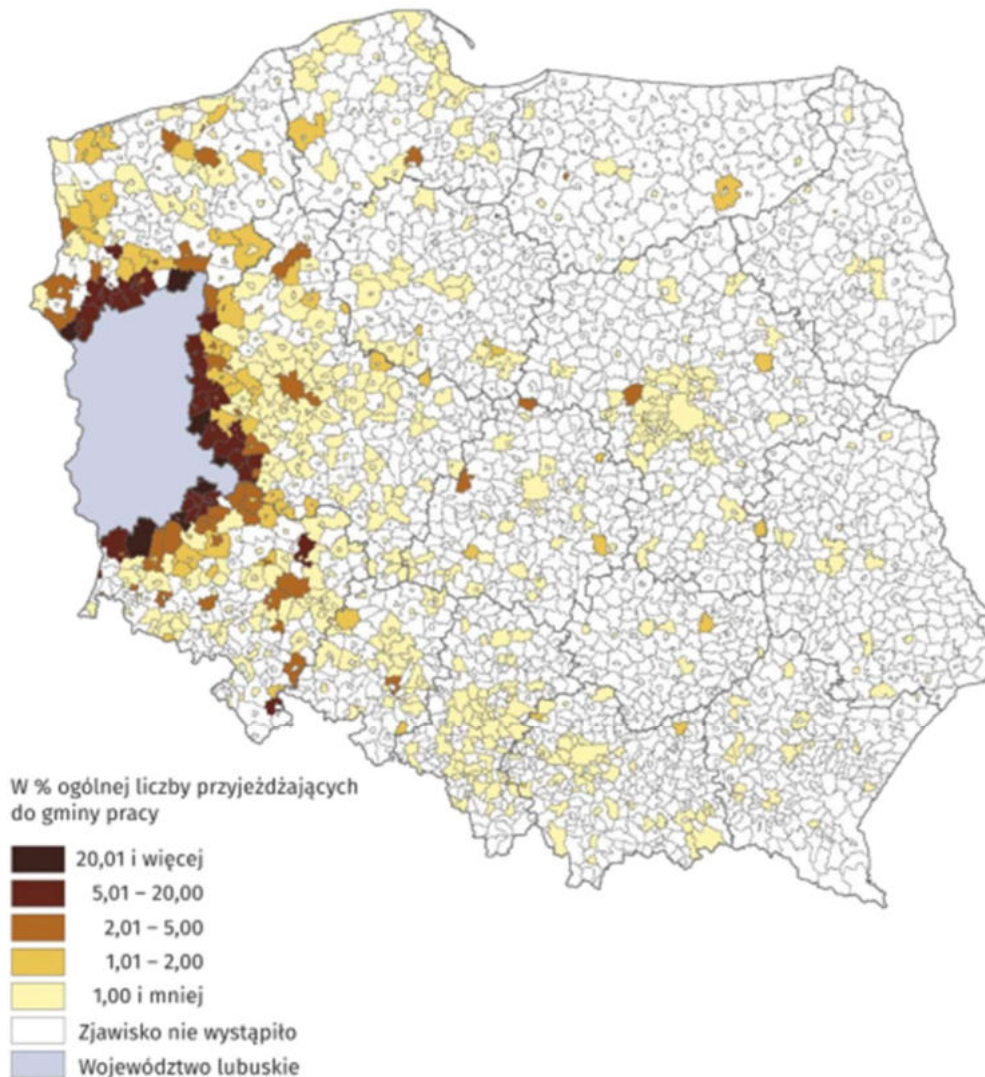 W % ogólnej liczby przyjeżdżających
do gminy pracy
20,01 i więcej
5,01 – 20,00
2,01 – 5,00
1,01 – 2,00
1,00 i mniej
Zjawisko nie wystąpiło
Województwo lubuskie